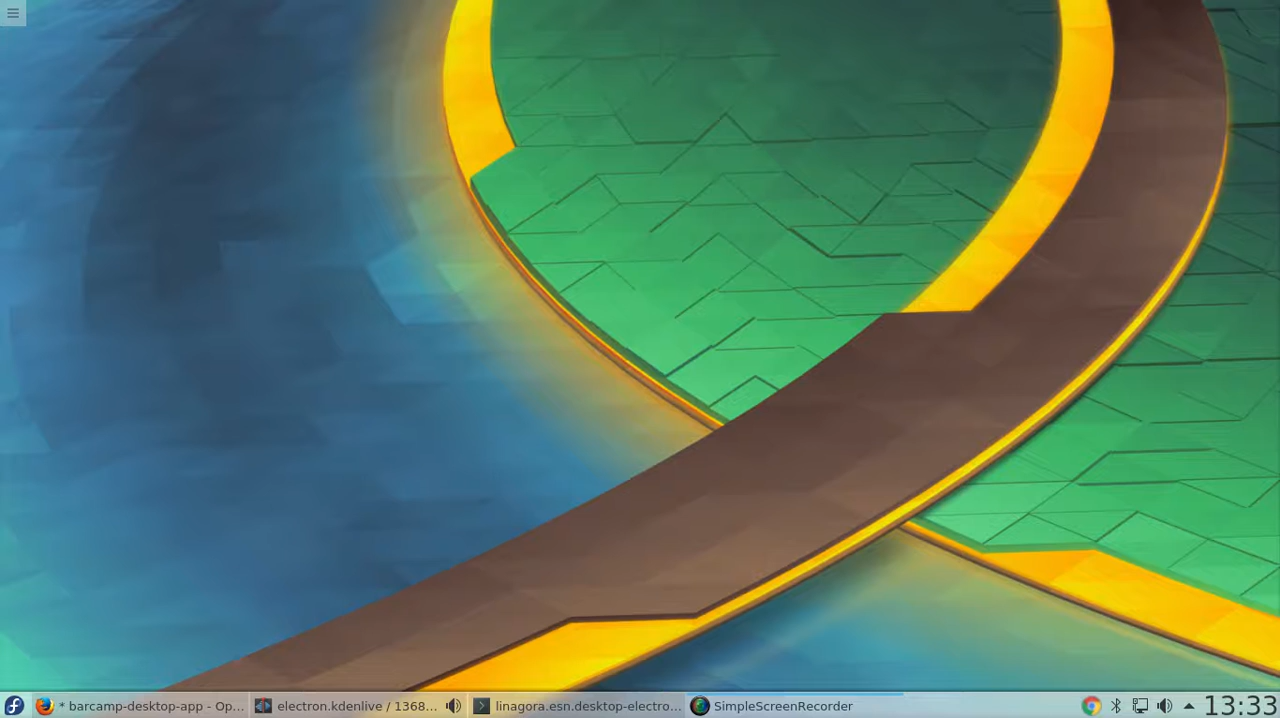 * barcamp-desktop-app - Op...
electron.kdenlive / 1368...
linagora.esn.desktop-electro...
SimpleScreenRecorder
13:33